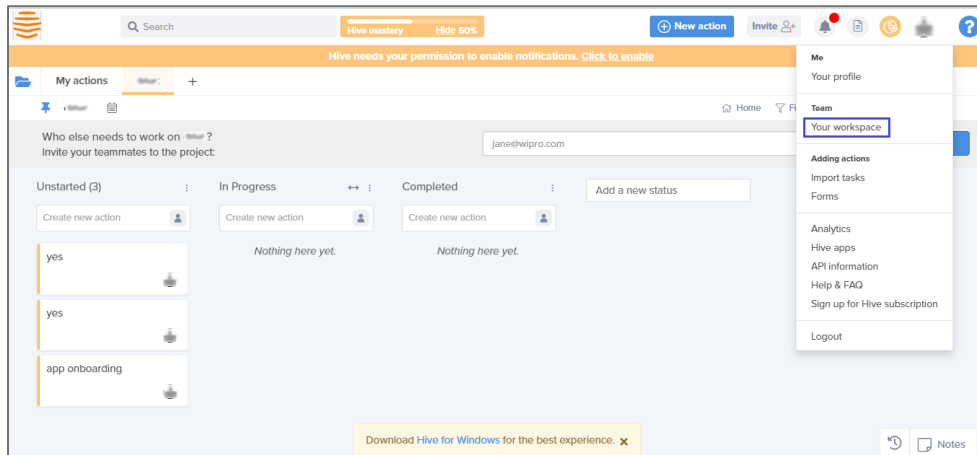 Search
Hive mastery Hide 50%
New action
Invite
?
Hive needs your permission to enable notifications. Click to enable
My actions
+
Home
Fi
Who else needs to work on ?
Invite your teammates to the project:
jane@wipro.com
Unstarted (3)
In Progress
Completed
Add a new status
Create new action
Create new action
Create new action
yes
Nothing here yet.
Nothing here yet.
yes
app onboarding
Me
Your profile
Team
Your workspace
Adding actions
Import tasks
Forms
Analytics
Hive apps
API information
Help & FAQ
Sign up for Hive subscription
Logout
Download Hive for Windows for the best experience. x
Notes